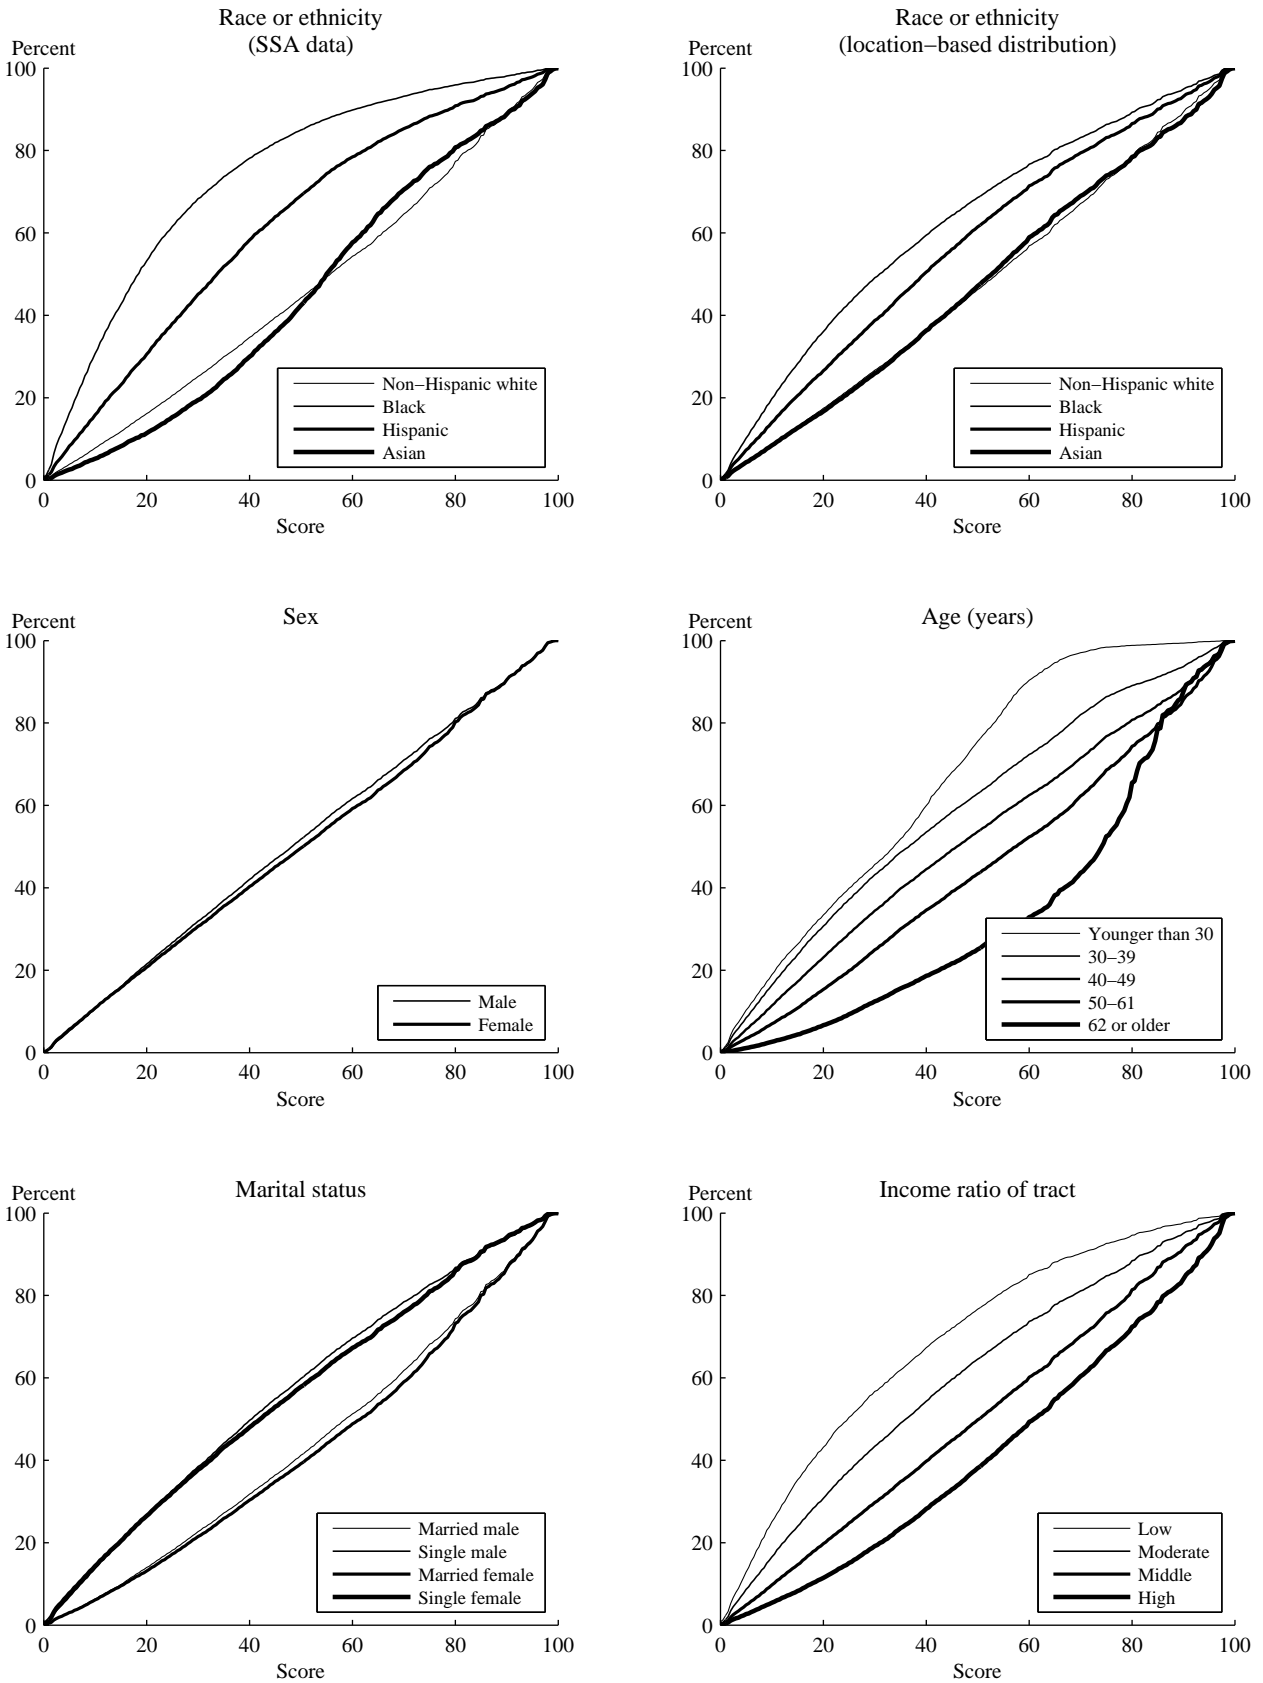 Race or ethnicity
(SSA data)
Percent
100
80
60
40
20
0
Non−Hispanic white
Black
Hispanic
Asian
0 20 40 60 80 100
Score
Race or ethnicity
(location−based distribution)
Percent
100
80
60
40
20
0
Non−Hispanic white
Black
Hispanic
Asian
0 20 40 60 80 100
Score
Sex
Percent
100
80
60
40
20
0
Male
Female
0 20 40 60 80 100
Score
Age (years)
Percent
100
80
60
40
20
0
Younger than 30
30−39
40−49
50−61
62 or older
0 20 40 60 80 100
Score
Marital status
Percent
100
80
60
40
20
0
Married male
Single male
Married female
Single female
0 20 40 60 80 100
Score
Income ratio of tract
Percent
100
80
60
40
20
0
Low
Moderate
Middle
High
0 20 40 60 80 100
Score